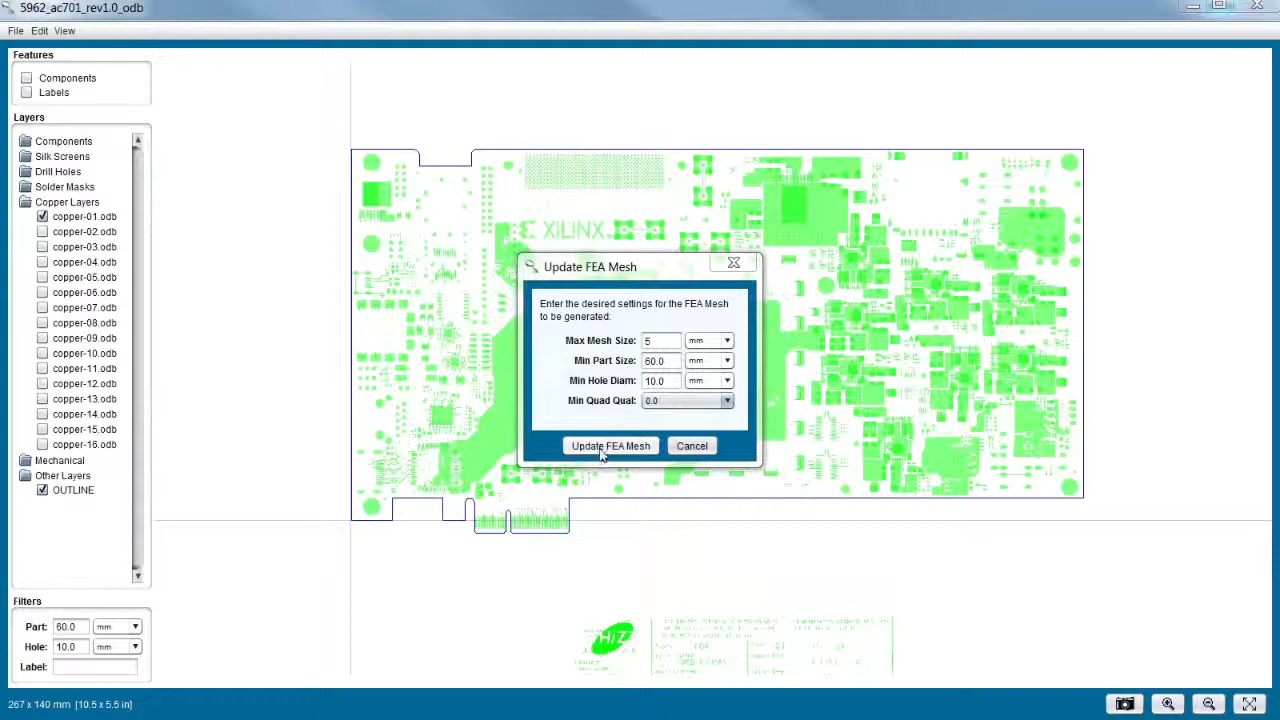 5962_ac701_rev1.0_odb
File Edit View
Features
Components
Labels
Layers
Components
Silk Screens
Drill Holes
Solder Masks
Copper Layers
copper-01.odb
copper-02.odb
copper-03.odb
copper-04.odb
copper-05.odb
copper-06.odb
copper-07.odb
copper-08.odb
copper-09.odb
copper-10.odb
copper-11.odb
copper-12.odb
copper-13.odb
copper-14.odb
copper-15.odb
copper-16.odb
Mechanical
Other Layers
OUTLINE
Filters
Part: 60.0 mm
Hole: 10.0 mm
Label:
267 x 140 mm [10.5 x 5.5 in]
XILINX
Update FEA Mesh
Enter the desired settings for the FEA Mesh
to be generated:
Max Mesh Size: 5 mm
Min Part Size: 60.0 mm
Min Hole Diam: 10.0 mm
Min Quad Qual: 0.0
Update FEA Mesh Cancel